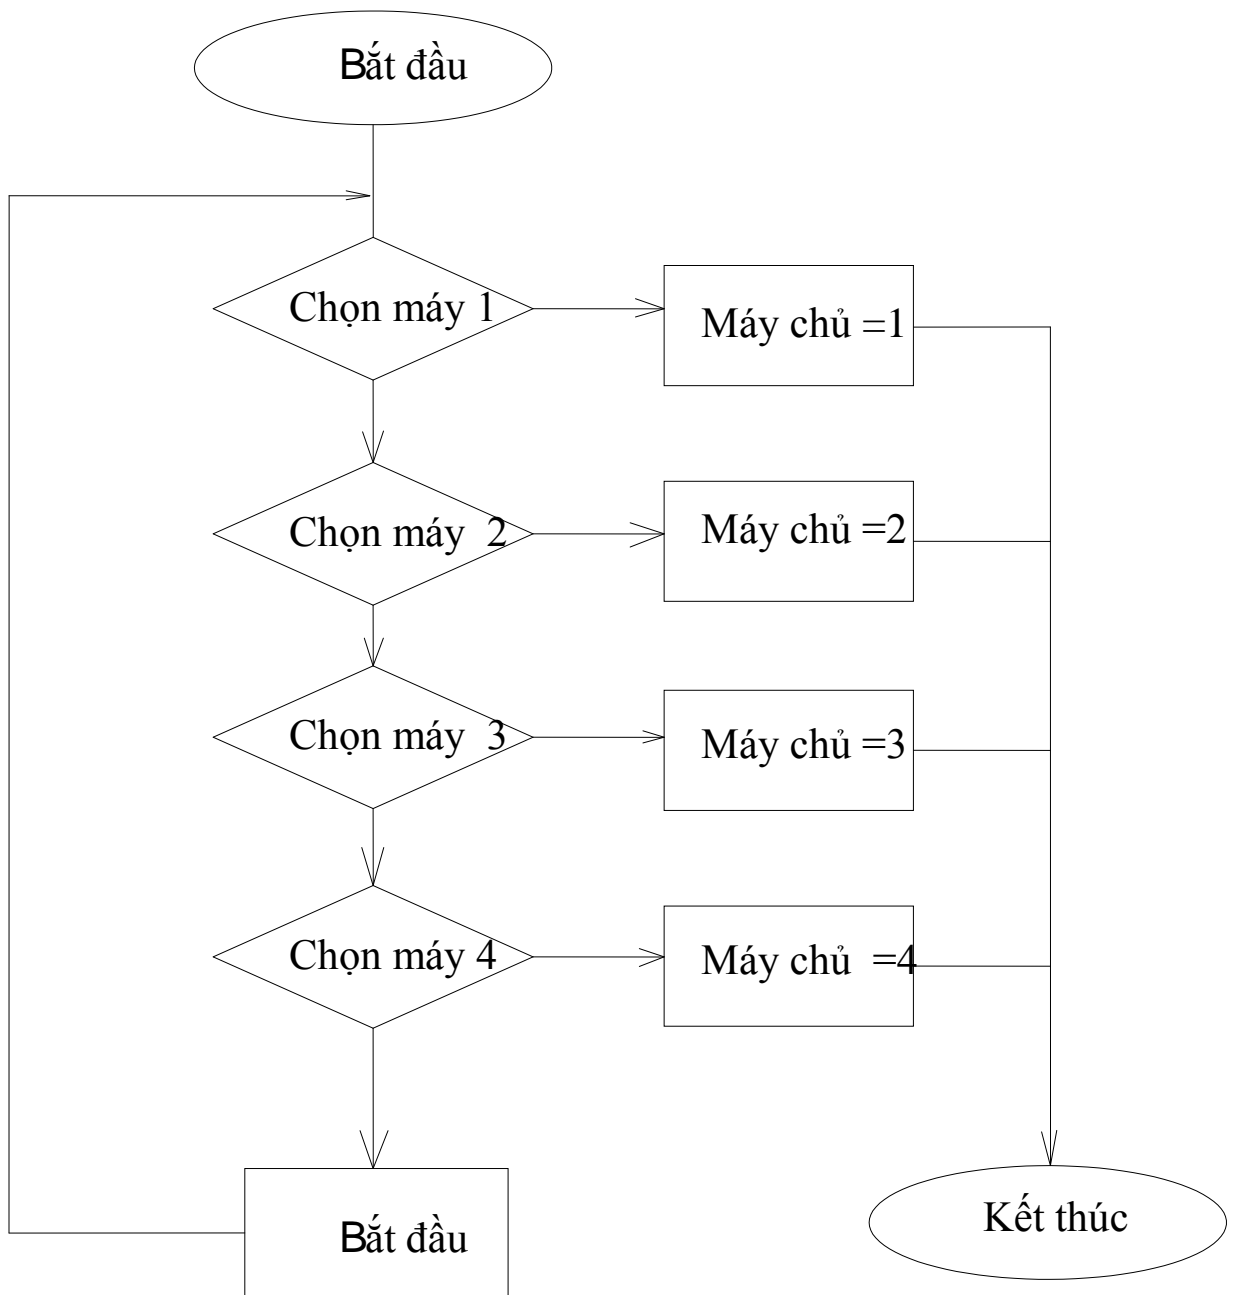 Bắt đầu
Chọn máy 1
Máy chủ =1
Chọn máy 2
Máy chủ =2
Chọn máy 3
Máy chủ =3
Chọn máy 4
Máy chủ =4
Bắt đầu
Kết thúc